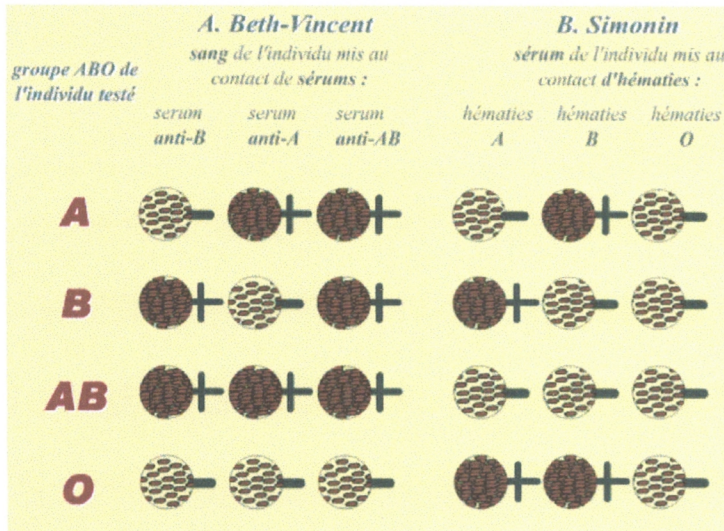 A. Beth-Vincent
sang de l'individu mis au
contact de sérums :
B. Simonin
sérum de l'individu mis au
contact d'hématies :
groupe ABO de
l'individu testé
serum
anti-B
serum
anti-A
serum
anti-AB
hématies
A
hématies
B
hématies
O
A - + + - + -
B + - + + - -
AB + + + - - -
O - - - + + -